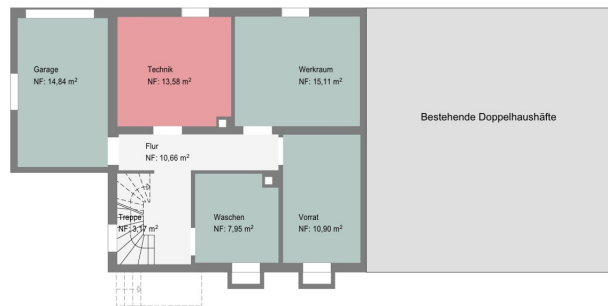 Garage
NF: 14,84 m²
Technik
NF: 13,58 m²
Werkraum
NF: 15,11 m²
Bestehende Doppelhaushäfte
Flur
NF: 10,66 m²
Treppe
NF: 3,17 m²
Waschen
NF: 7,95 m²
Vorrat
NF: 10,90 m²